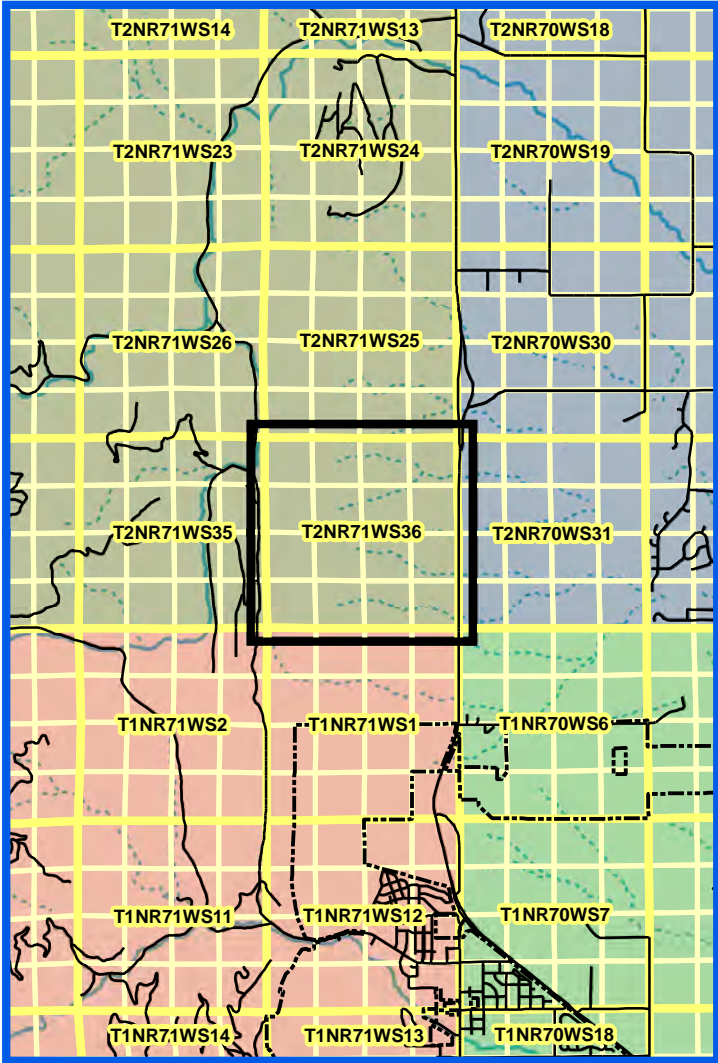 T2NR71WS14 T2NR71WS13 T2NR70WS18
T2NR71WS23 T2NR71WS24 T2NR70WS19
T2NR71WS26 T2NR71WS25 T2NR70WS30
T2NR71WS35 T2NR71WS36 T2NR70WS31
T1NR71WS2 T1NR71WS1 T1NR70WS6
T1NR71WS11 T1NR71WS12 T1NR70WS7
T1NR71WS14 T1NR71WS13 T1NR70WS18